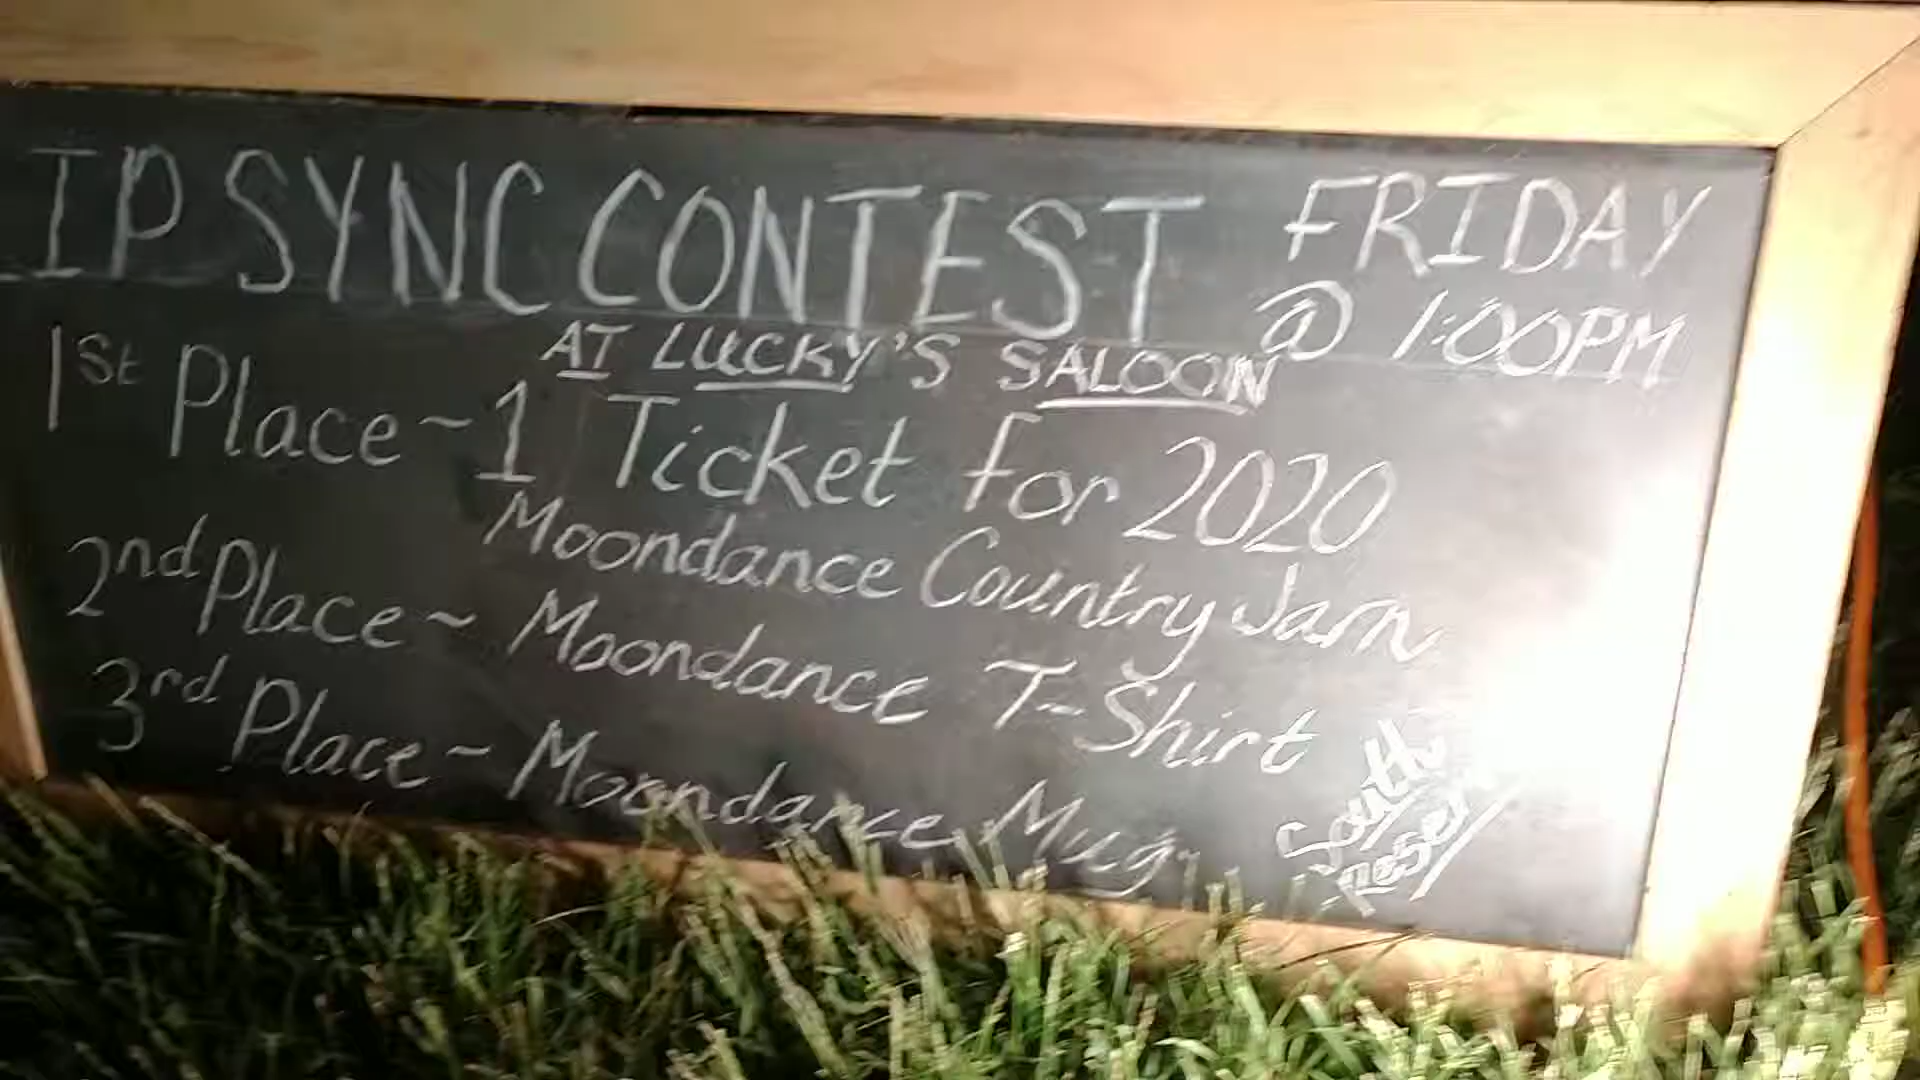 IP SYNC CONTEST FRIDAY
@ 1:00PM
AT LUCKY'S SALOON
1st Place ~ 1 Ticket for 2020
Moondance Country Jam
2nd Place ~ Moondance T-Shirt
3rd Place ~ Moondance Mug
South